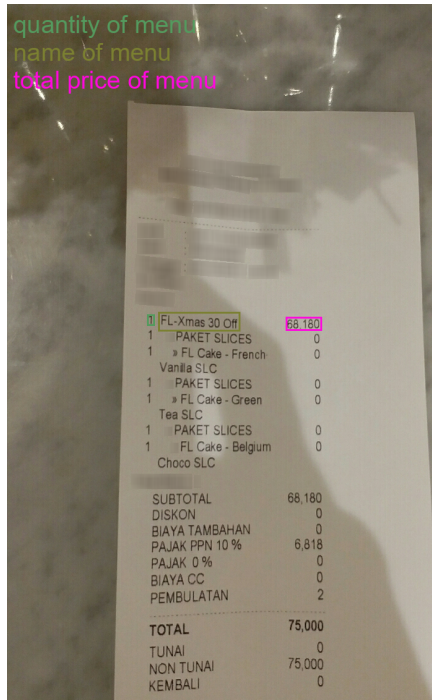 quantity of menu
name of menu
total price of menu
1 FL-Xmas 30 Off 68.180
1 PAKET SLICES 0
1 » FL Cake - French 0
Vanilla SLC
1 PAKET SLICES 0
1 » FL Cake - Green 0
Tea SLC
1 PAKET SLICES 0
1 FL Cake - Belgium 0
Choco SLC
SUBTOTAL 68,180
DISKON 0
BIAYA TAMBAHAN 0
PAJAK PPN 10 % 6,818
PAJAK 0 % 0
BIAYA CC 0
PEMBULATAN 2
TOTAL 75,000
TUNAI 0
NON TUNAI 75,000
KEMBALI 0